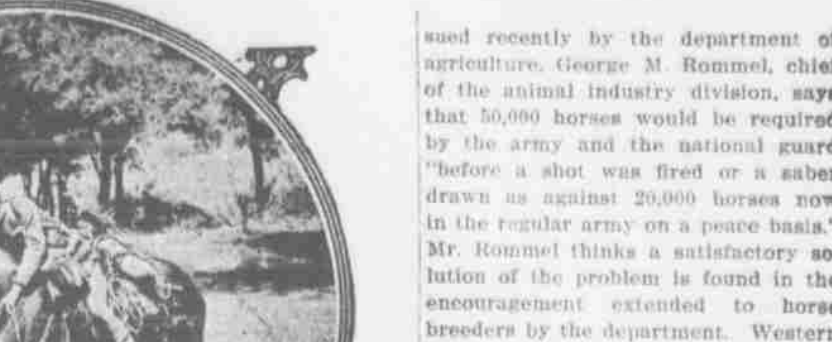 sued recently by the department of
agriculture, George M. Rommel, chief
of the animal industry division, says
that 50,000 horses would be required
by the army and the national guard
"before a shot was fired or a saber
drawn as against 20,000 horses now
in the regular army on a peace basis."
Mr. Rommel thinks a satisfactory so
lution of the problem is found in the
encouragement extended to horse
breeders by the department. Western